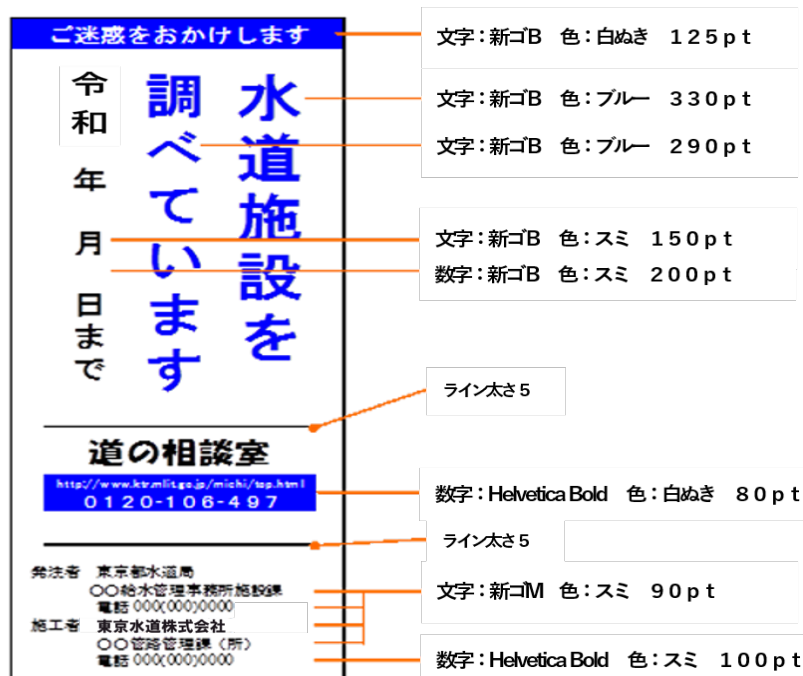 ご迷惑をおかけします
水道施設を
調べています
令和 年 月 日まで
道の相談室
http://www.ktr.mlit.go.jp/michi/top.html
0120-106-497
発注者 東京都水道局
〇〇給水管理事務所施設課
電話 000(000)0000
施工者 東京水道株式会社
〇〇管路管理課（所）
電話 000(000)0000
文字：新ゴB 色：白ぬき １２５ｐｔ
文字：新ゴB 色：ブルー ３３０ｐｔ
文字：新ゴB 色：ブルー ２９０ｐｔ
文字：新ゴB 色：スミ １５０ｐｔ
数字：新ゴB 色：スミ ２００ｐｔ
ライン太さ５
数字：Helvetica Bold 色：白ぬき ８０ｐｔ
ライン太さ５
文字：新ゴM 色：スミ ９０ｐｔ
数字：Helvetica Bold 色：スミ １００ｐｔ